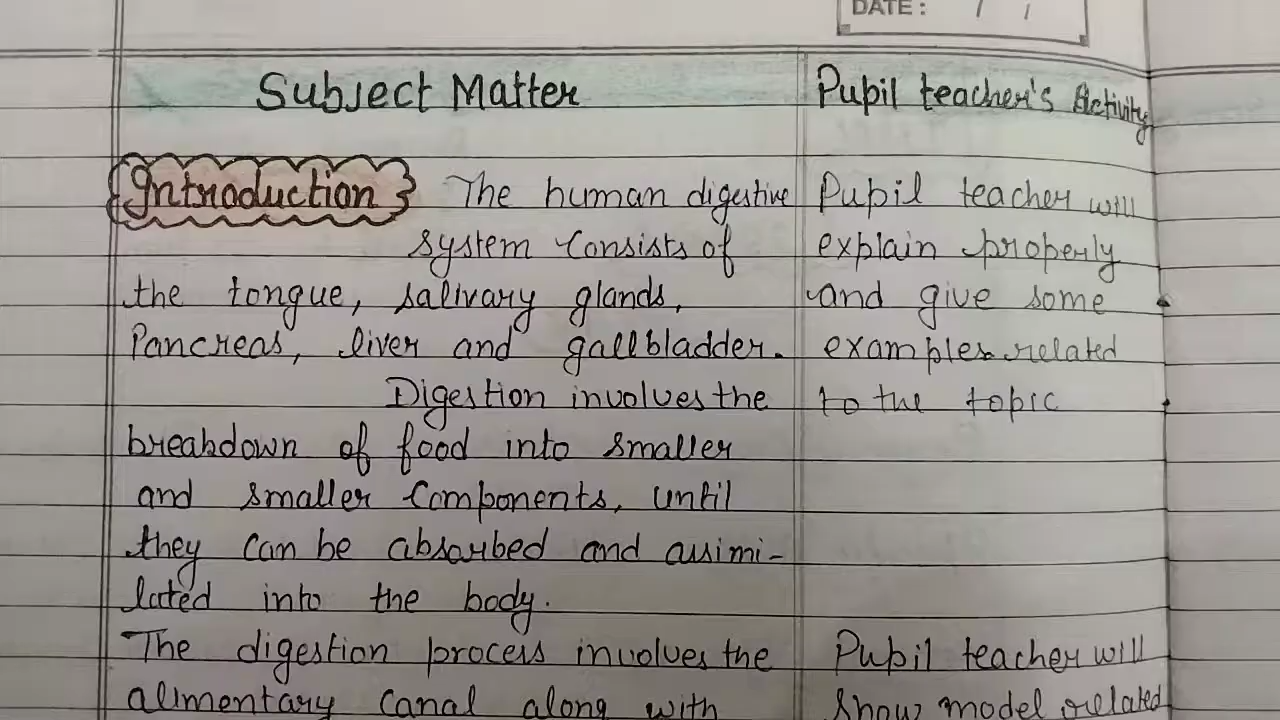 DATE: / /
Subject Matter
Pupil teacher's Activity
Introduction The human digestive
system consists of
the tongue, salivary glands,
Pancreas, liver and gallbladder.
Digestion involves the
breakdown of food into smaller
and smaller components, until
they can be absorbed and assimi-
lated into the body.
The digestion process involves the
alimentary canal along with
Pupil teacher will
explain properly
and give some
examples related
to the topic
Pupil teacher will
show model related